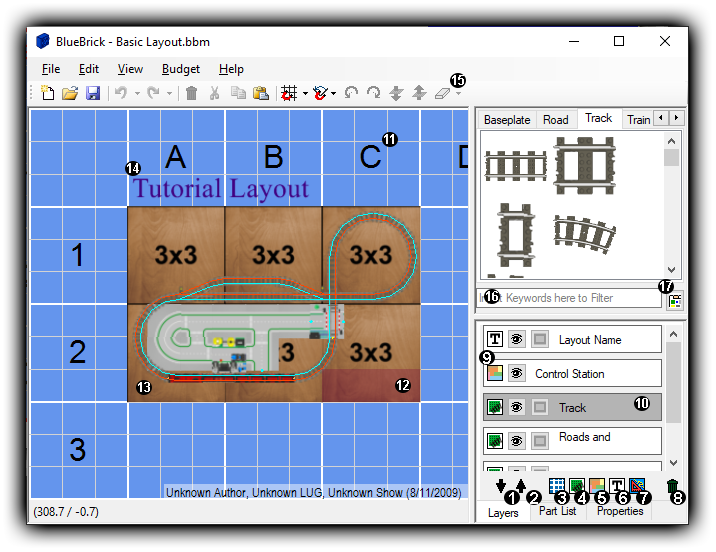 BlueBrick - Basic Layout.bbm
File Edit View Budget Help
15
Baseplate Road Track Train
11
A B C D
14
Tutorial Layout
1
3x3 3x3 3x3
2
3 3x3
13
12
3
Unknown Author, Unknown LUG, Unknown Show (8/11/2009)
(308.7 / -0.7)
17
16
Keywords here to Filter
T Layout Name
9
Control Station
Track 10
Roads and
T
1 2 3 4 5 6 7 8
Layers Part List Properties